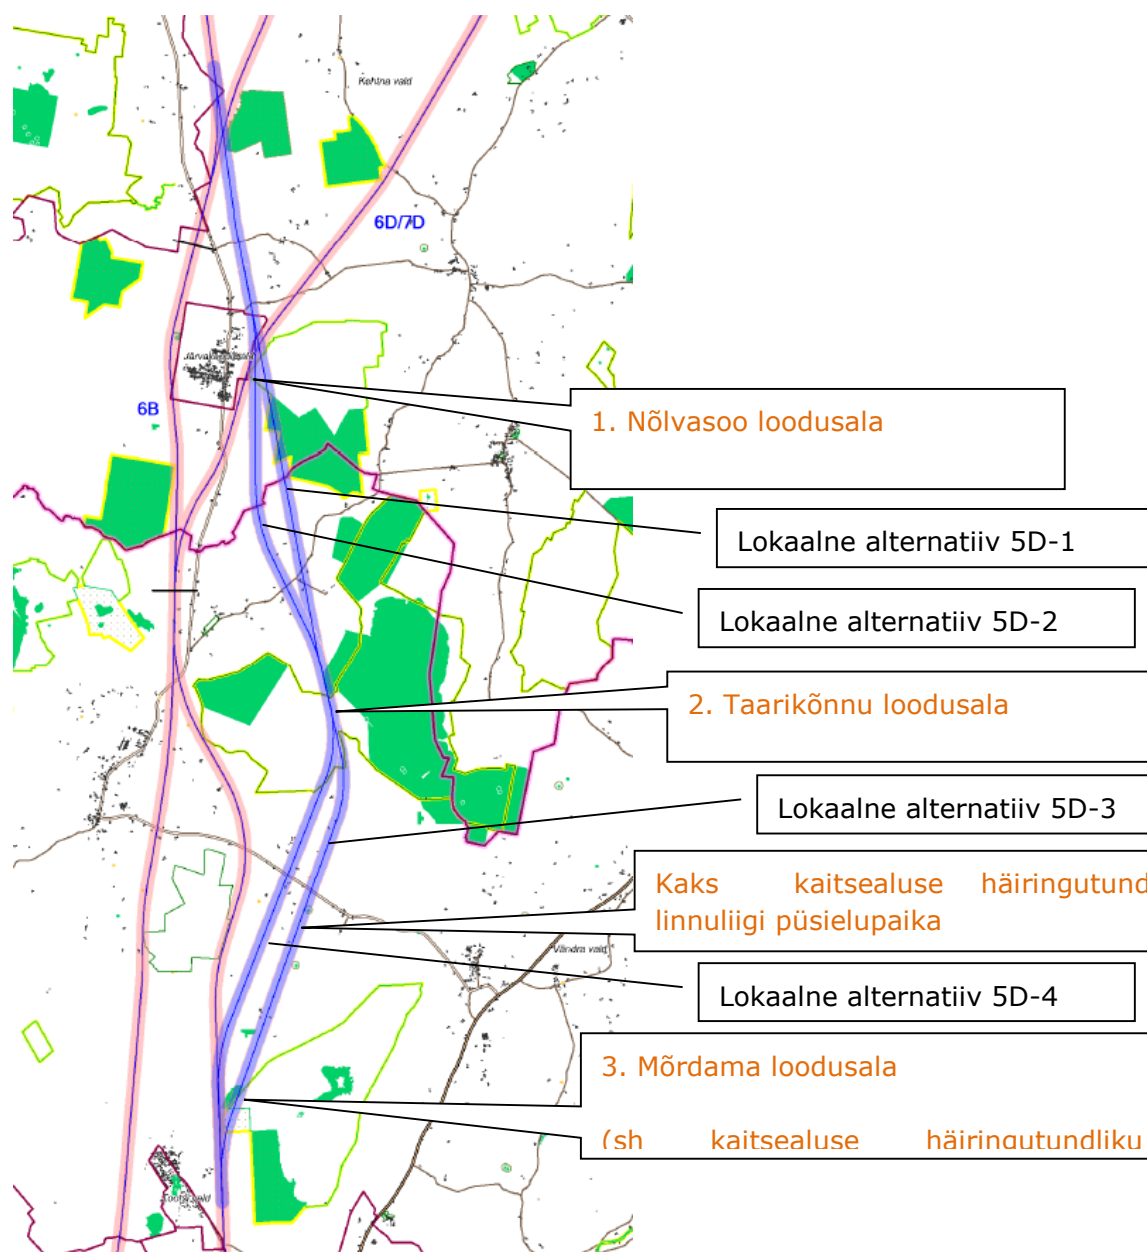 Kehtna vald
6D/7D
6B
1. Nõlvasoo loodusala
Lokaalne alternatiiv 5D-1
Lokaalne alternatiiv 5D-2
2. Taarikõnnu loodusala
Lokaalne alternatiiv 5D-3
Kaks kaitsealuse häiringutund
linnuliigi püsielupaika
Vändra vald
Lokaalne alternatiiv 5D-4
3. Mõrdama loodusala
(sh kaitsealuse häiringutundliku
vald